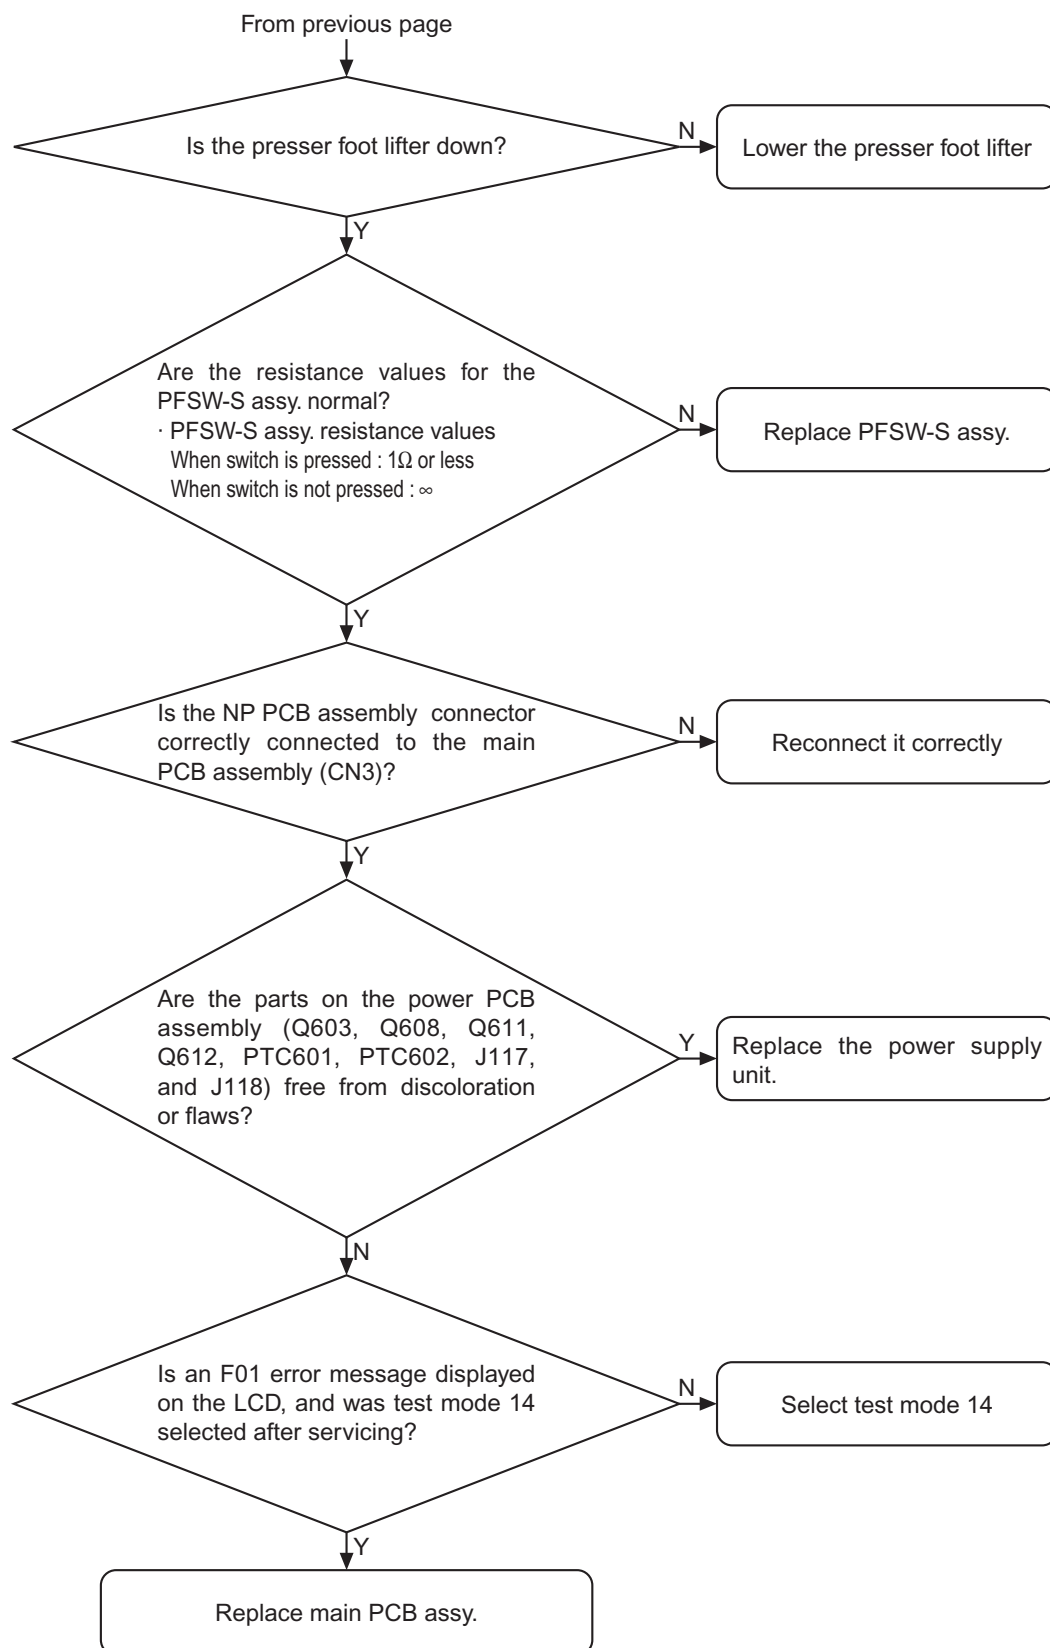 From previous page
Is the presser foot lifter down?
N
Lower the presser foot lifter
Y
Are the resistance values for the
PFSW-S assy. normal?
· PFSW-S assy. resistance values
When switch is pressed : 1Ω or less
When switch is not pressed : ∞
N
Replace PFSW-S assy.
Y
Is the NP PCB assembly connector
correctly connected to the main
PCB assembly (CN3)?
N
Reconnect it correctly
Y
Are the parts on the power PCB
assembly (Q603, Q608, Q611,
Q612, PTC601, PTC602, J117,
and J118) free from discoloration
or flaws?
Y
Replace the power supply
unit.
N
Is an F01 error message displayed
on the LCD, and was test mode 14
selected after servicing?
N
Select test mode 14
Y
Replace main PCB assy.